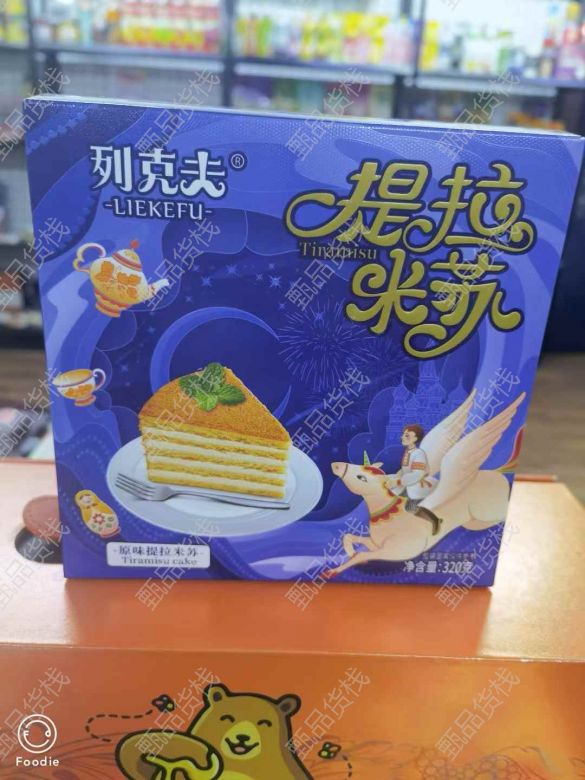 列克夫®
-LIEKEFU-
提拉
米苏
Tiramisu
-原味提拉米苏-
Tiramisu cake
净含量:320克
Foodie
甄品货栈